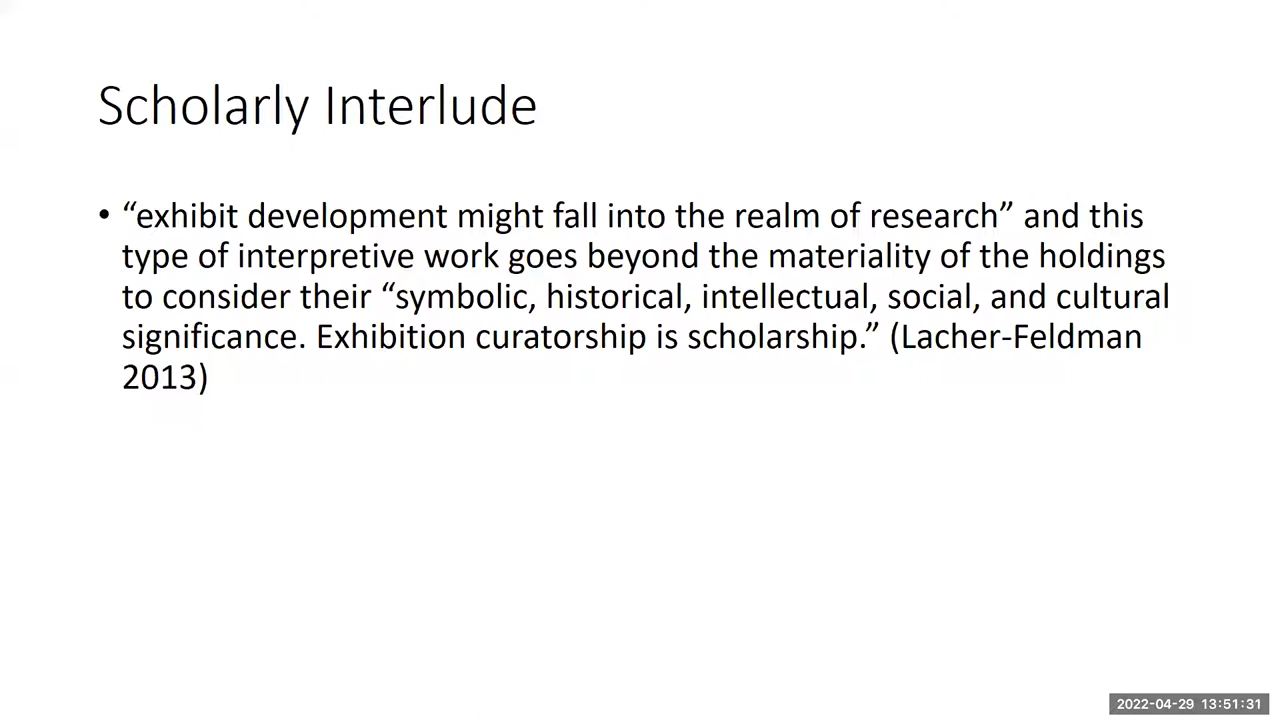 Scholarly Interlude
• “exhibit development might fall into the realm of research” and this
type of interpretive work goes beyond the materiality of the holdings
to consider their “symbolic, historical, intellectual, social, and cultural
significance. Exhibition curatorship is scholarship.” (Lacher-Feldman
2013)
2022-04-29 13:51:31